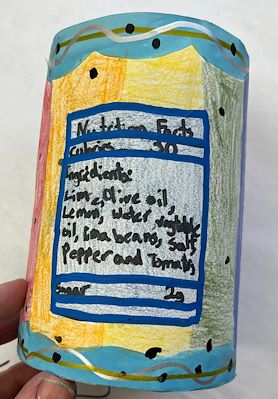 Nutrition Facts
Calories 30
Ingredients:
Lime, Olive oil,
Lemon, water, vegetable
oil, Lima beans, Salt
Pepper and Tomato
Sugar 2g